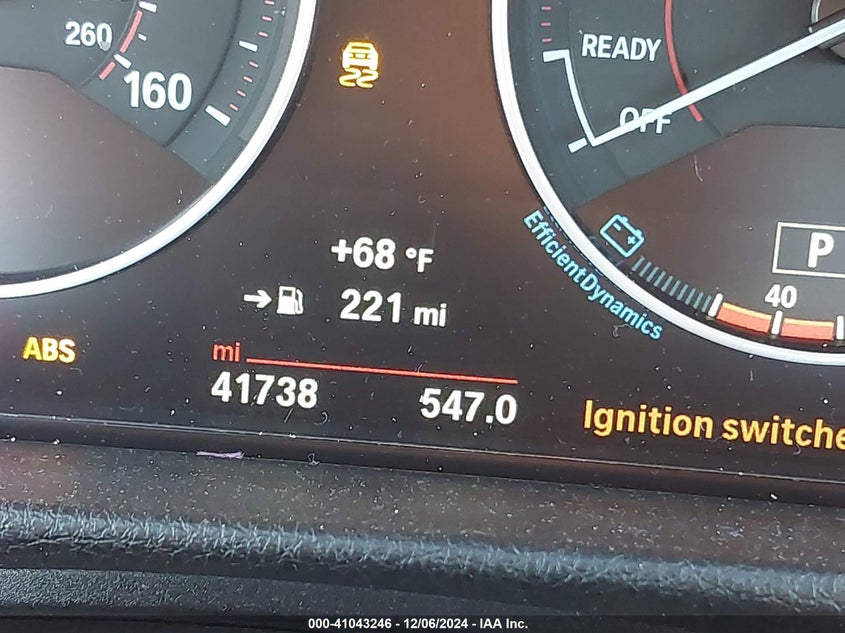 260
160
READY
OFF
+68 °F
221 mi
EfficientDynamics
P
40
ABS
mi
41738 547.0
Ignition switche
000-41043246 - 12/06/2024 - IAA Inc.